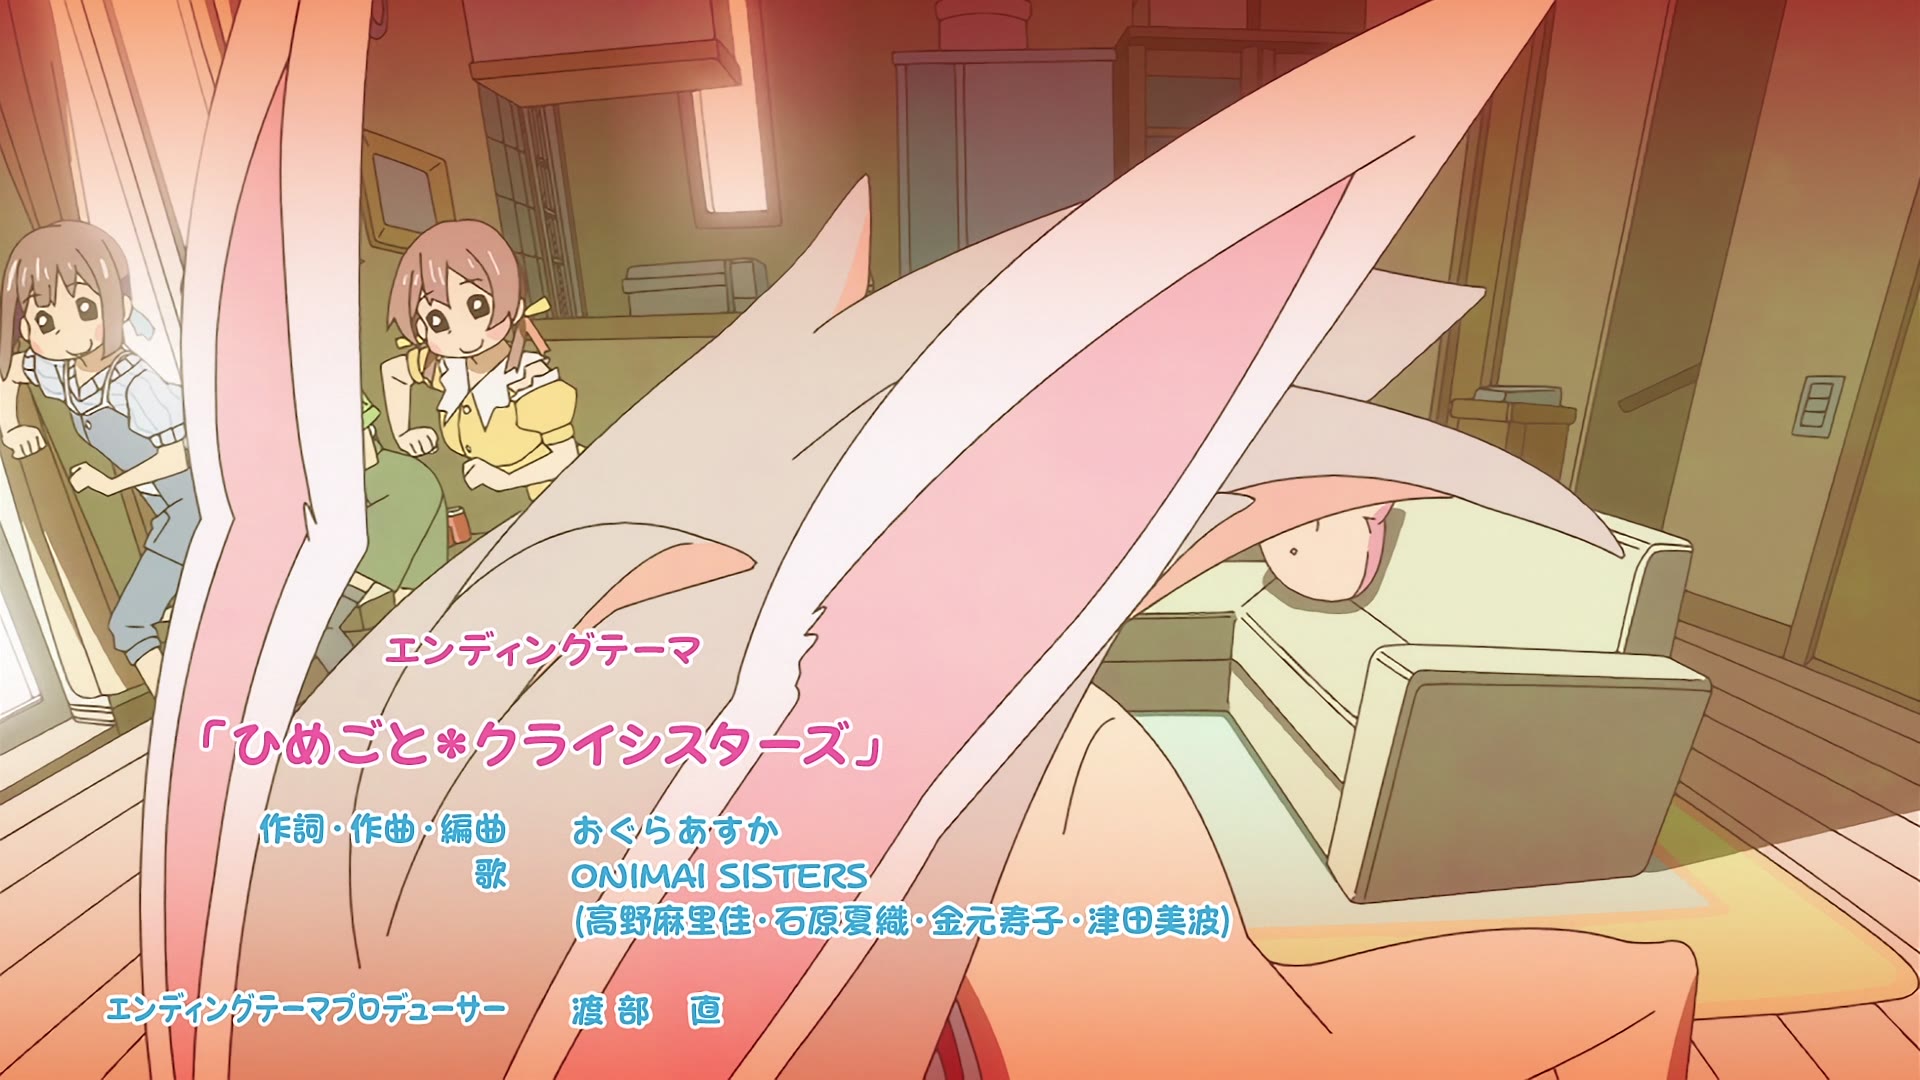 エンディングテーマ
「ひめごと*クライシスターズ」
作詞・作曲・編曲 おぐらあすか
歌 ONIMAI SISTERS
(高野麻里佳・石原夏織・金元寿子・津田美波)
エンディングテーマプロデューサー 渡部 直